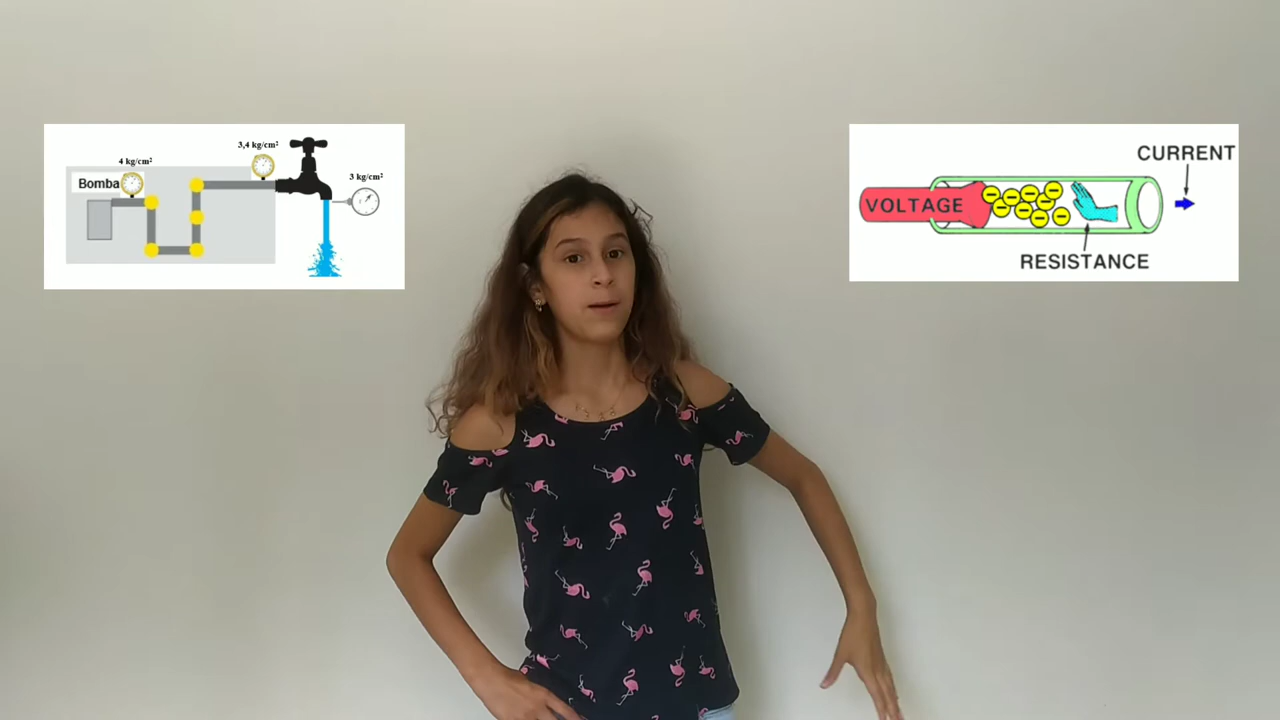 3,4 kg/cm²
4 kg/cm²
Bomba
3 kg/cm²
CURRENT
VOLTAGE
RESISTANCE